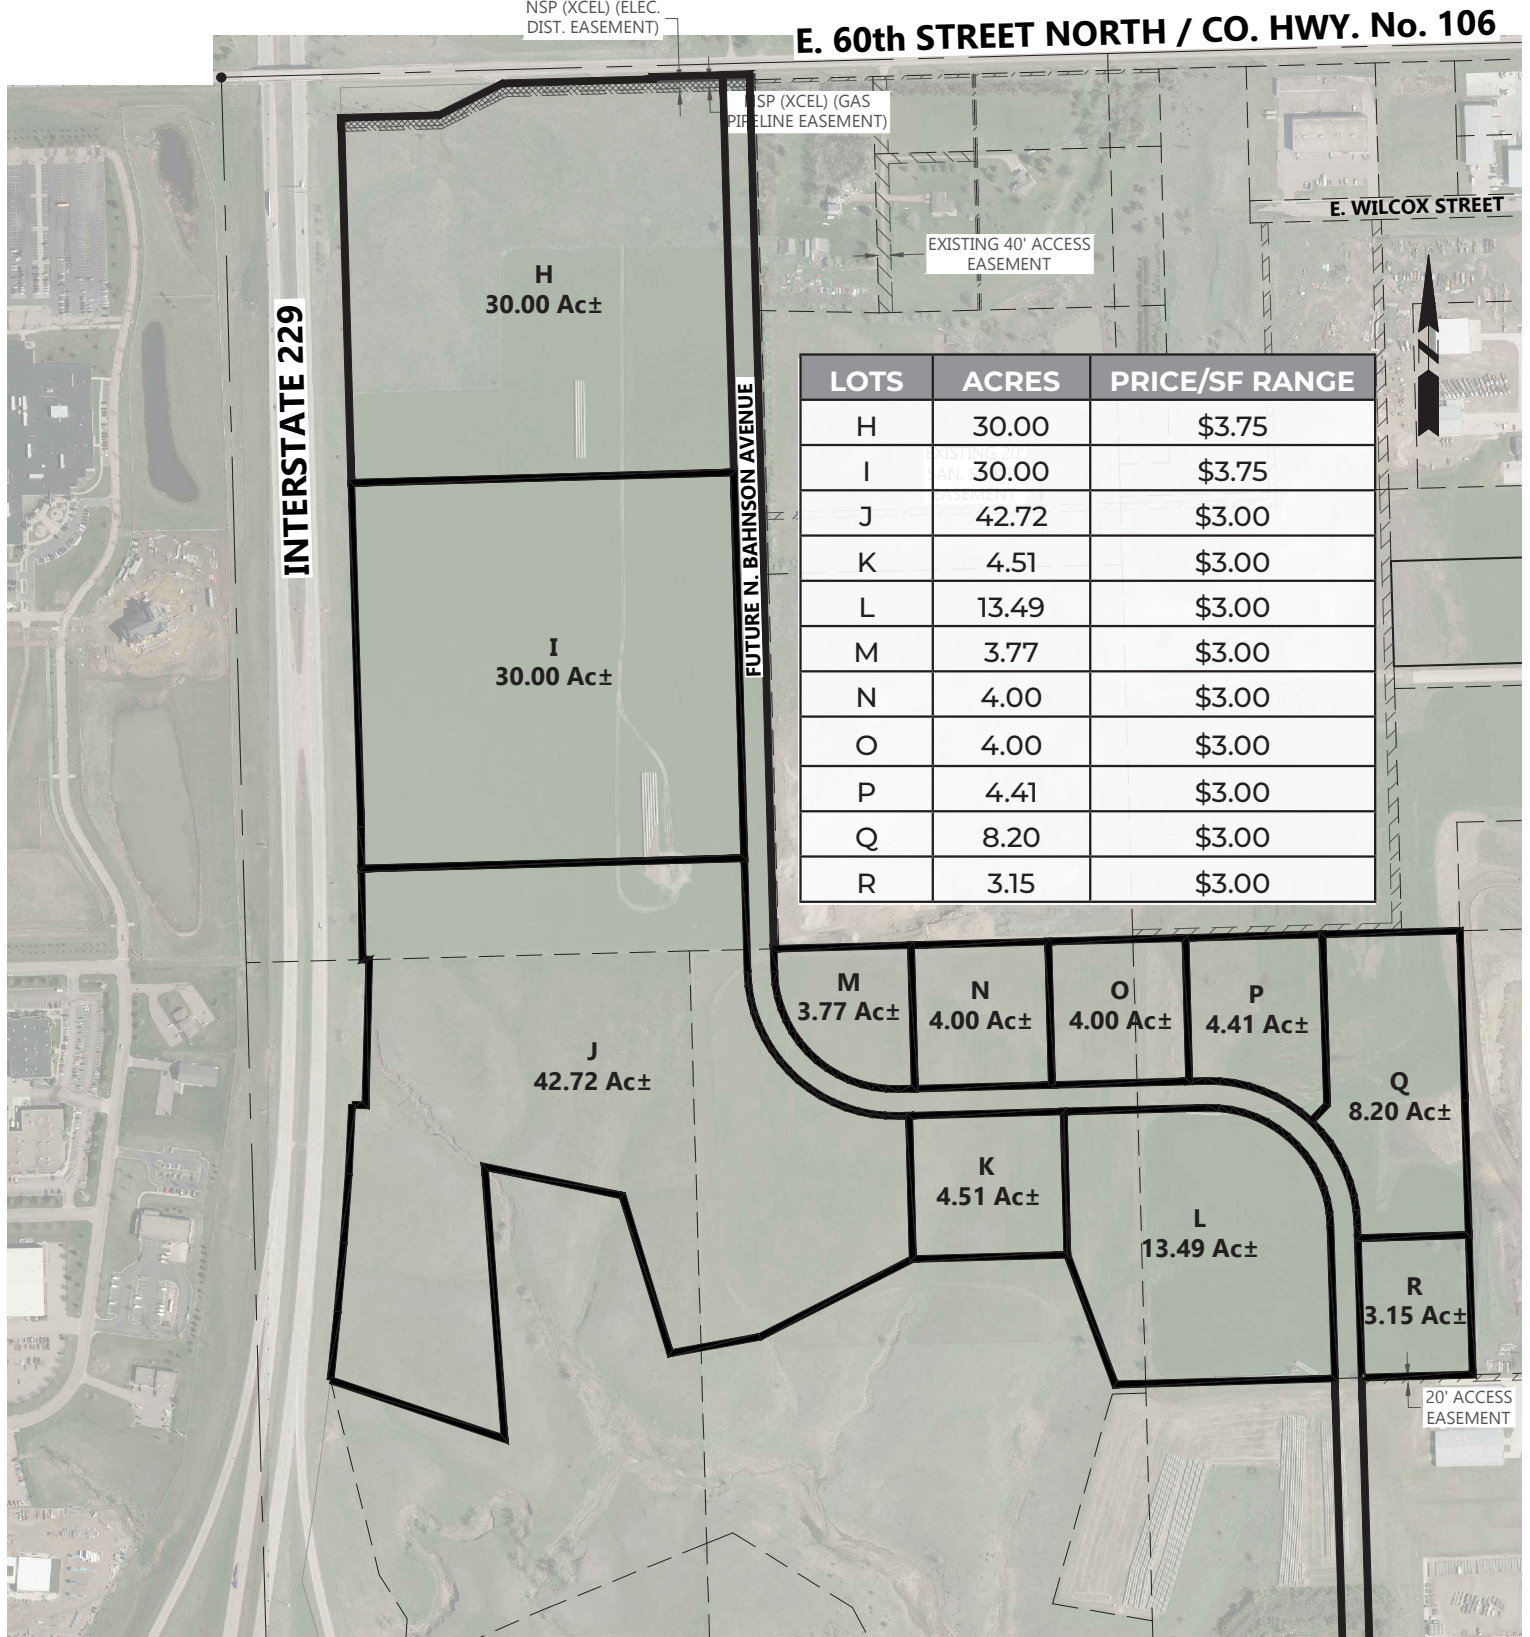 NSP (XCEL) (ELEC.
DIST. EASEMENT)
E. 60th STREET NORTH / CO. HWY. No. 106
NSP (XCEL) (GAS
PIPELINE EASEMENT)
E. WILCOX STREET
EXISTING 40' ACCESS
EASEMENT
H
30.00 Ac±
INTERSTATE 229
FUTURE N. BAHNSON AVENUE
LOTS ACRES PRICE/SF RANGE
H 30.00 $3.75
EXISTING 20'
I 30.00 $3.75
SAN.
EASEMENT
J 42.72 $3.00
K 4.51 $3.00
L 13.49 $3.00
M 3.77 $3.00
N 4.00 $3.00
O 4.00 $3.00
P 4.41 $3.00
Q 8.20 $3.00
R 3.15 $3.00
I
30.00 Ac±
M
3.77 Ac±
N
4.00 Ac±
O
4.00 Ac±
P
4.41 Ac±
J
42.72 Ac±
Q
8.20 Ac±
K
4.51 Ac±
L
13.49 Ac±
R
3.15 Ac±
20' ACCESS
EASEMENT